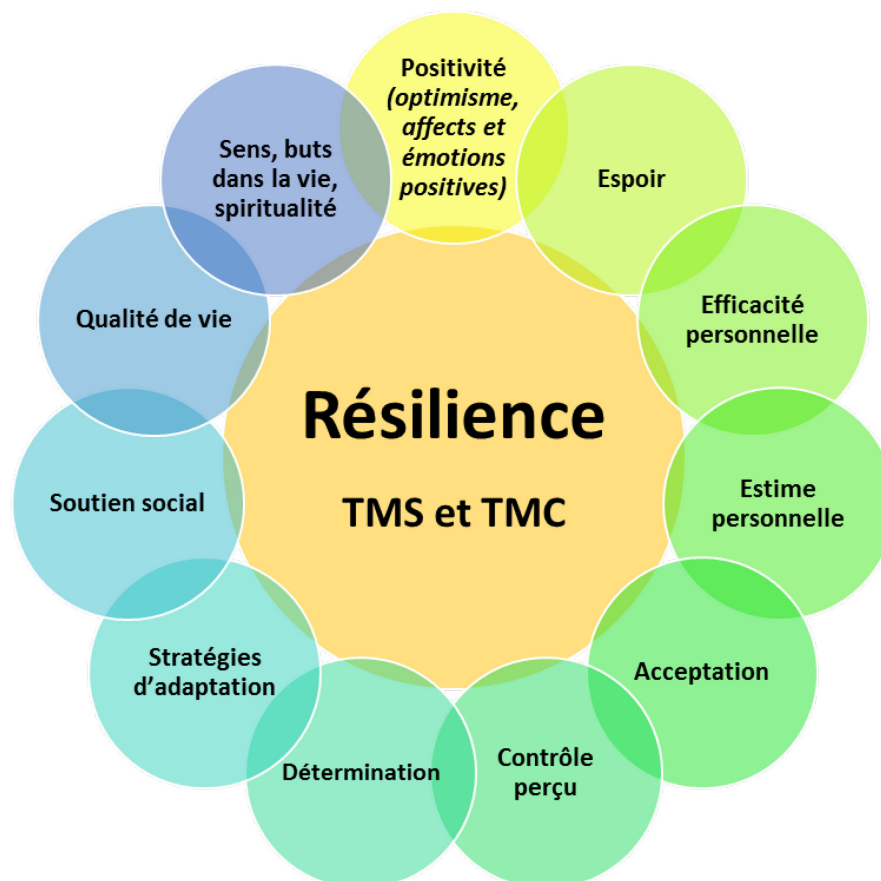 Positivité
(optimisme,
affects et
émotions
positives)
Espoir
Efficacité
personnelle
Estime
personnelle
Acceptation
Contrôle
perçu
Détermination
Stratégies
d’adaptation
Soutien social
Qualité de vie
Sens, buts
dans la vie,
spiritualité
Résilience
TMS et TMC